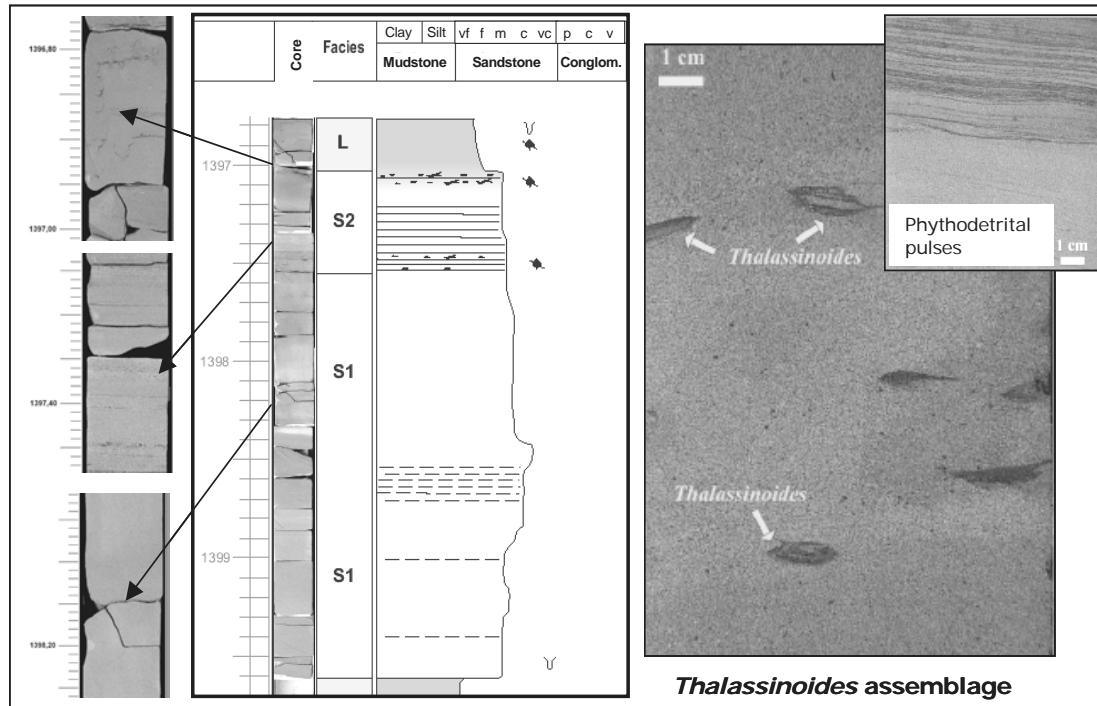 1396,80
1397,00
1397,40
1398,20
Core
Facies
Clay Silt vf f m c vc p c v
Mudstone Sandstone Conglom.
1397
1398
1399
L
S2
S1
S1
1 cm
Thalassinoides
Thalassinoides
Phythodetrital
pulses
1 cm
Thalassinoides assemblage